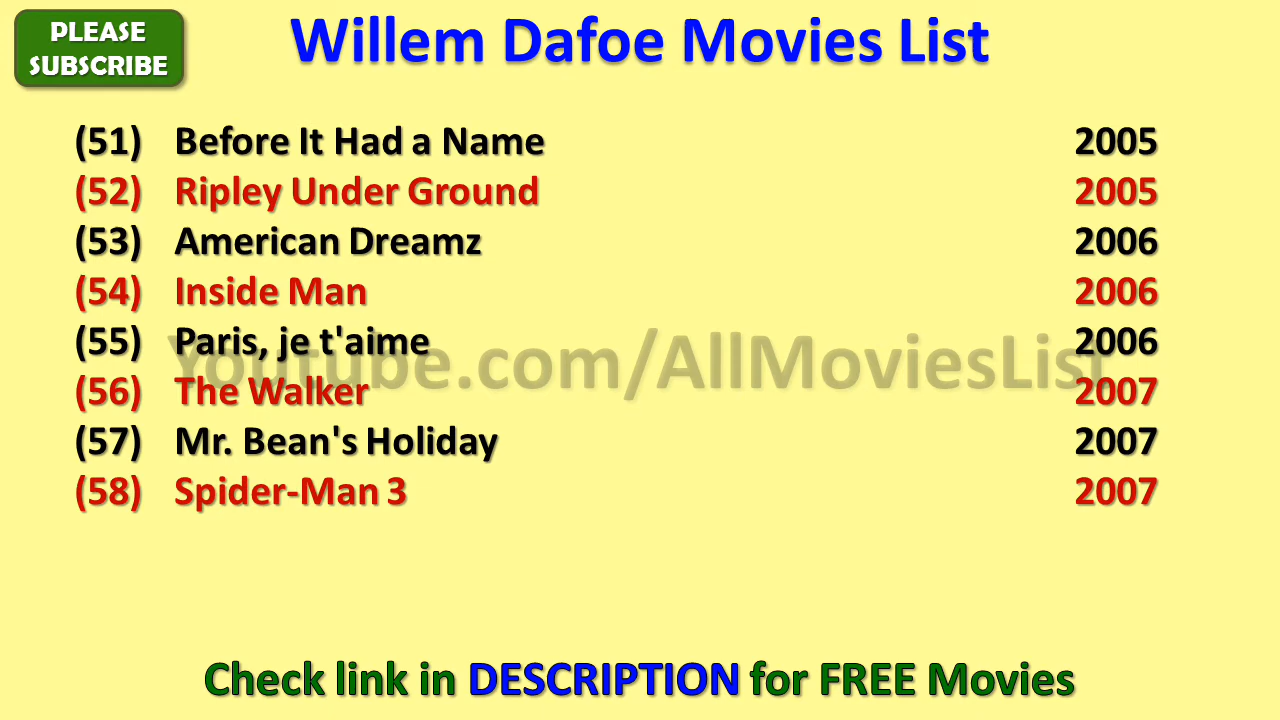 PLEASE
SUBSCRIBE
Willem Dafoe Movies List
(51) Before It Had a Name 2005
(52) Ripley Under Ground 2005
(53) American Dreamz 2006
(54) Inside Man 2006
(55) Paris, je t'aime 2006
Youtube.com/AllMoviesList
(56) The Walker 2007
(57) Mr. Bean's Holiday 2007
(58) Spider-Man 3 2007
Check link in DESCRIPTION for FREE Movies